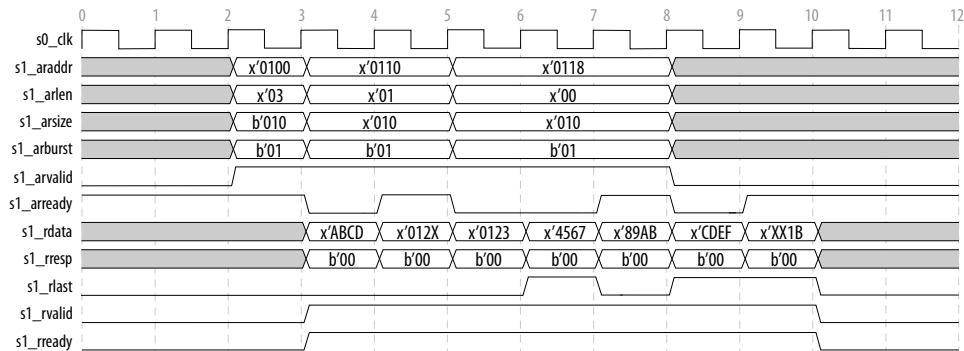 0 1 2 3 4 5 6 7 8 9 10 11 12
s0_clk
s1_araddr x'0100 x'0110 x'0118
s1_arlen x'03 x'01 x'00
s1_arsize b'010 x'010 x'010
s1_arburst b'01 b'01 b'01
s1_arvalid
s1_arready
s1_rdata x'ABCD x'012X x'0123 x'4567 x'89AB x'CDEF x'XX1B
s1_rresp b'00 b'00 b'00 b'00 b'00 b'00 b'00
s1_rlast
s1_rvalid
s1_rready